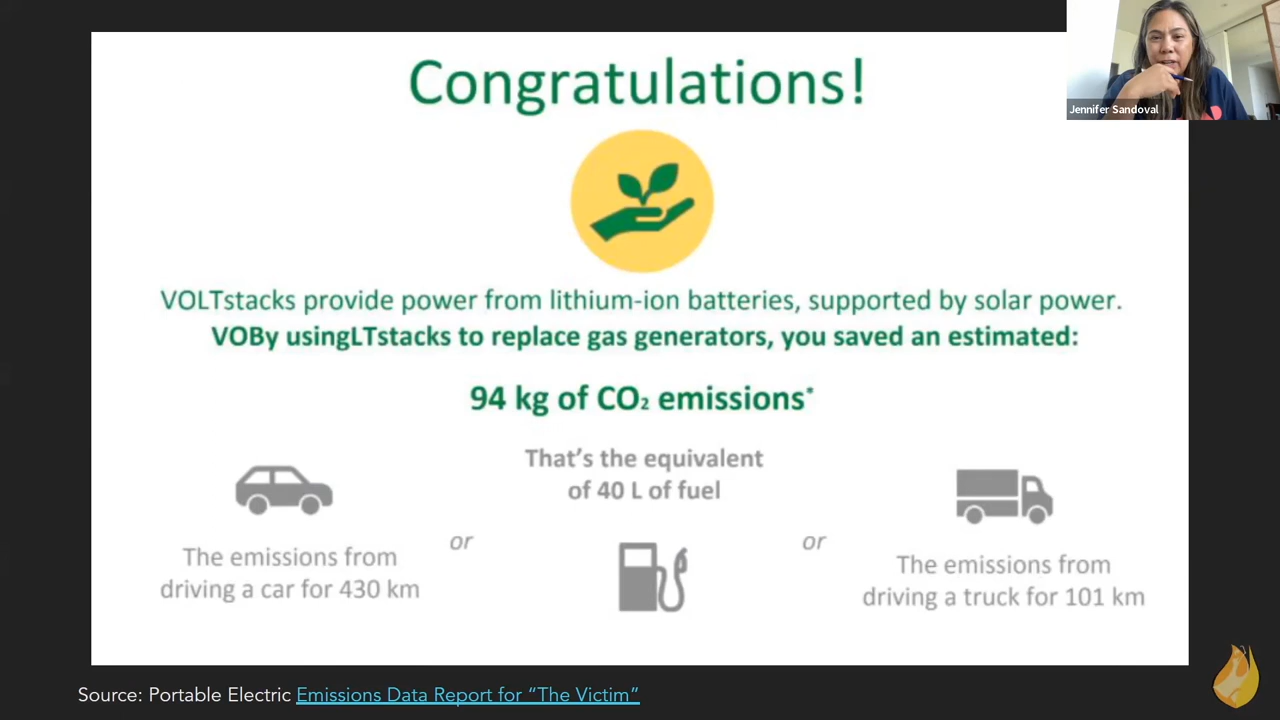 Congratulations!
Jennifer Sandoval
VOLTstacks provide power from lithium-ion batteries, supported by solar power.
VOBy usingLTstacks to replace gas generators, you saved an estimated:
94 kg of CO₂ emissions*
That's the equivalent
of 40 L of fuel
The emissions from
driving a car for 430 km
or
or
The emissions from
driving a truck for 101 km
Source: Portable Electric Emissions Data Report for “The Victim”